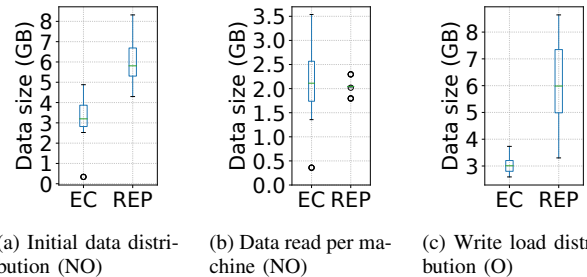 Data size (GB)
8
7
6
5
4
3
2
1
0
EC REP
(a) Initial data distri-
bution (NO)
Data size (GB)
3.5
3.0
2.5
2.0
1.5
1.0
0.5
0.0
EC REP
(b) Data read per ma-
chine (NO)
Data size (GB)
8
7
6
5
4
3
EC REP
(c) Write load distri
bution (O)